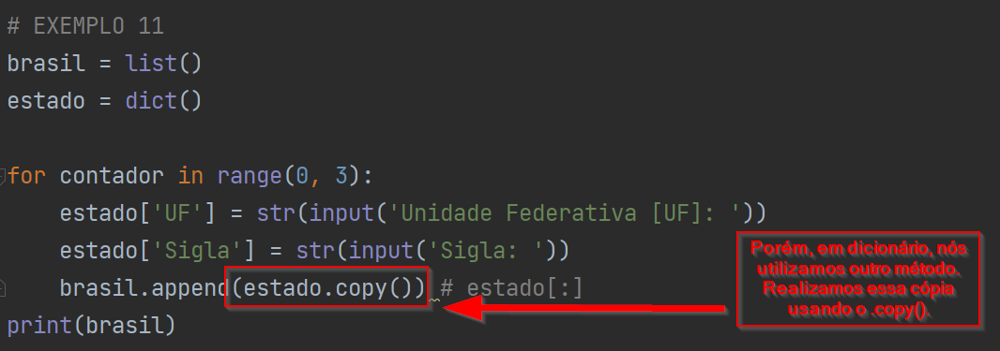 # EXEMPLO 11
brasil = list()
estado = dict()
for contador in range(0, 3):
    estado['UF'] = str(input('Unidade Federativa [UF]: '))
    estado['Sigla'] = str(input('Sigla: '))
    brasil.append(estado.copy()) # estado[:]
print(brasil)
Porém, em dicionário, nós
utilizamos outro método.
Realizamos essa cópia
usando o .copy().